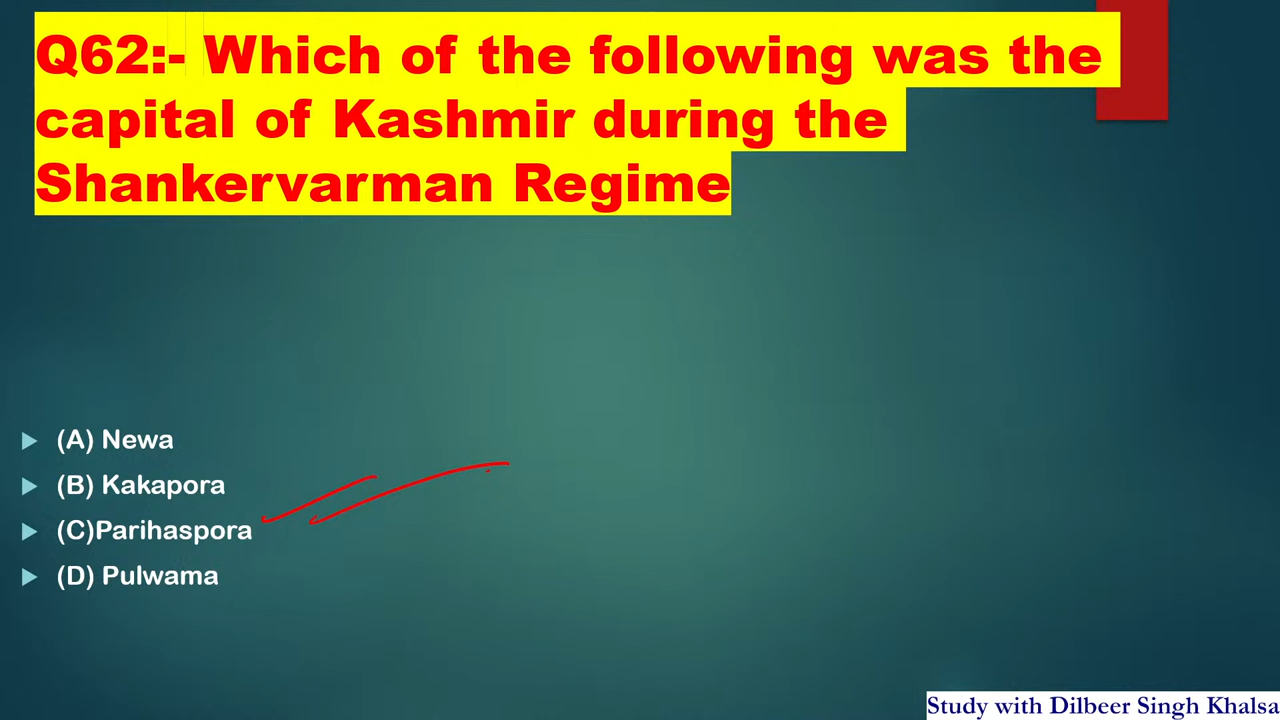 Q62:- Which of the following was the
capital of Kashmir during the
Shankervarman Regime
(A) Newa
(B) Kakapora
(C)Parihaspora
(D) Pulwama
Study with Dilbeer Singh Khalsa